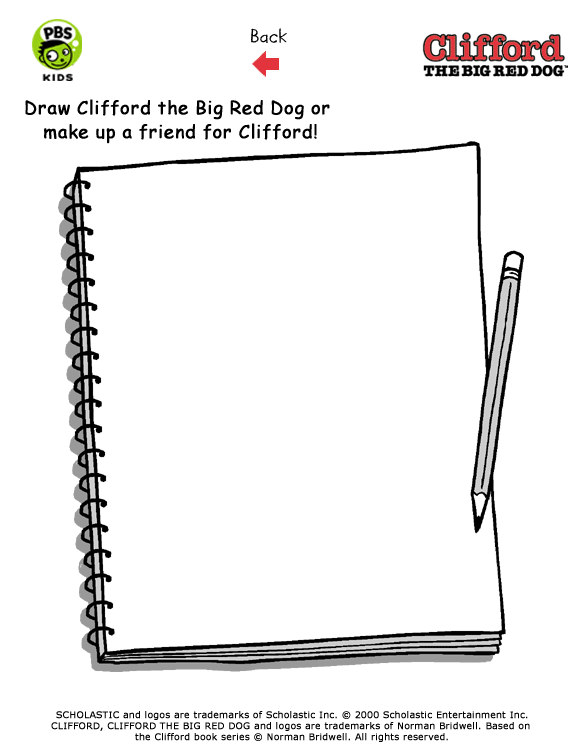 PBS
KIDS
Back
Clifford
THE BIG RED DOG™
Draw Clifford the Big Red Dog or
make up a friend for Clifford!
SCHOLASTIC and logos are trademarks of Scholastic Inc. © 2000 Scholastic Entertainment Inc.
CLIFFORD, CLIFFORD THE BIG RED DOG and logos are trademarks of Norman Bridwell. Based on
the Clifford book series © Norman Bridwell. All rights reserved.